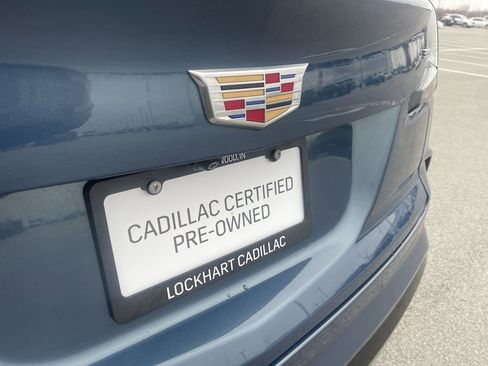 CADILLAC CERTIFIED
PRE-OWNED
LOCKHART CADILLAC